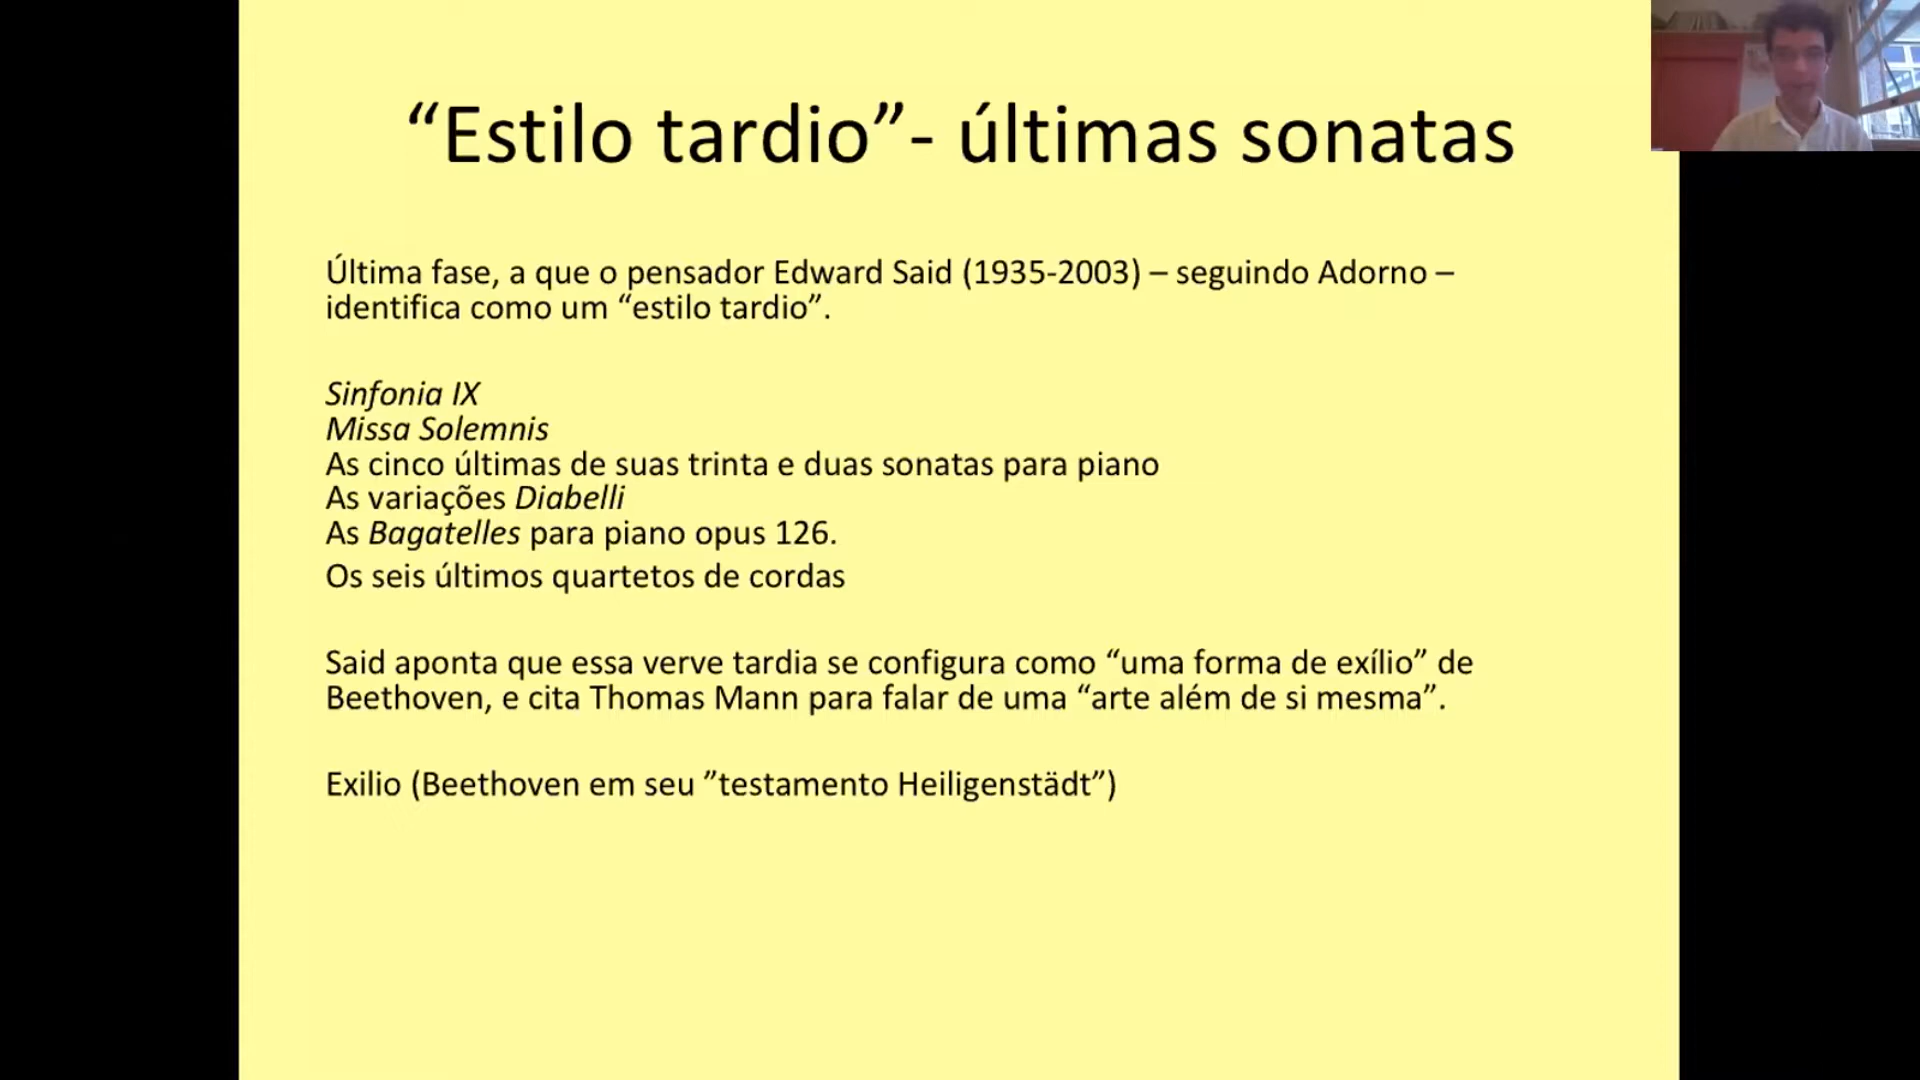 “Estilo tardio”- últimas sonatas
Última fase, a que o pensador Edward Said (1935-2003) – seguindo Adorno –
identifica como um “estilo tardio”.
Sinfonia IX
Missa Solemnis
As cinco últimas de suas trinta e duas sonatas para piano
As variações Diabelli
As Bagatelles para piano opus 126.
Os seis últimos quartetos de cordas
Said aponta que essa verve tardia se configura como “uma forma de exílio” de
Beethoven, e cita Thomas Mann para falar de uma “arte além de si mesma”.
Exilio (Beethoven em seu ”testamento Heiligenstädt”)